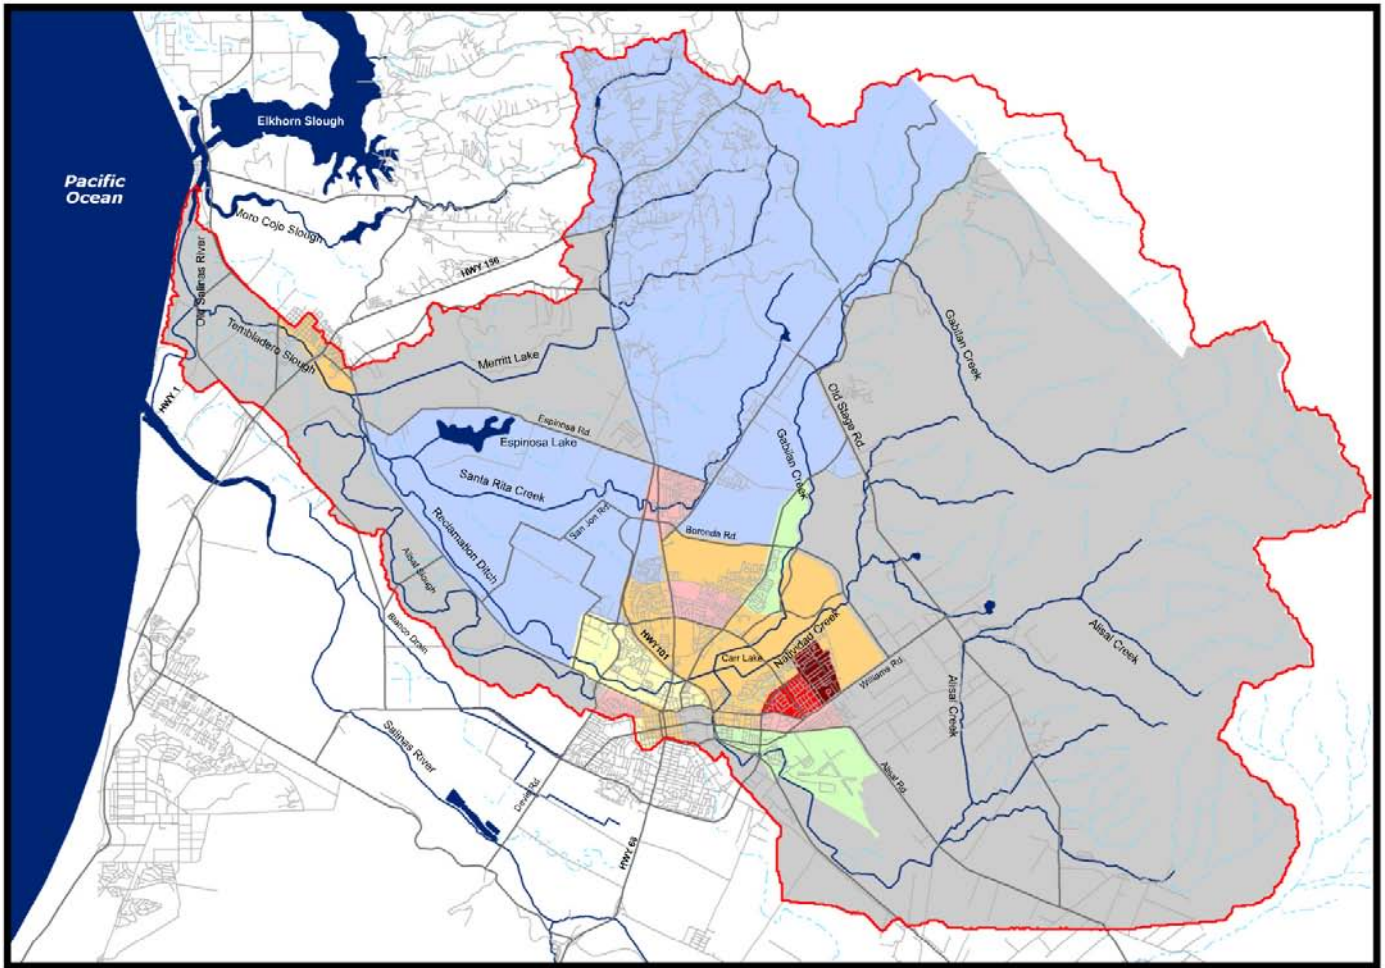 Elkhorn Slough
Pacific
Ocean
Moro Cojo Slough
HWY 156
Old Salinas River
Tembladero Slough
Merritt Lake
Gabilan Creek
HWY 1
Old Stage Rd
Espinosa Rd.
Espinosa Lake
Gabilan Creek
Santa Rita Creek
San Jon Rd.
Boronda Rd.
Reclamation Ditch
Alisal Slough
Blanco Drain
HWY101
Carr Lake
Natividad Creek
Williams Rd.
Alisal Creek
Alisal Creek
Salinas River
Davis Rd.
Alisal Rd.
HWY 68